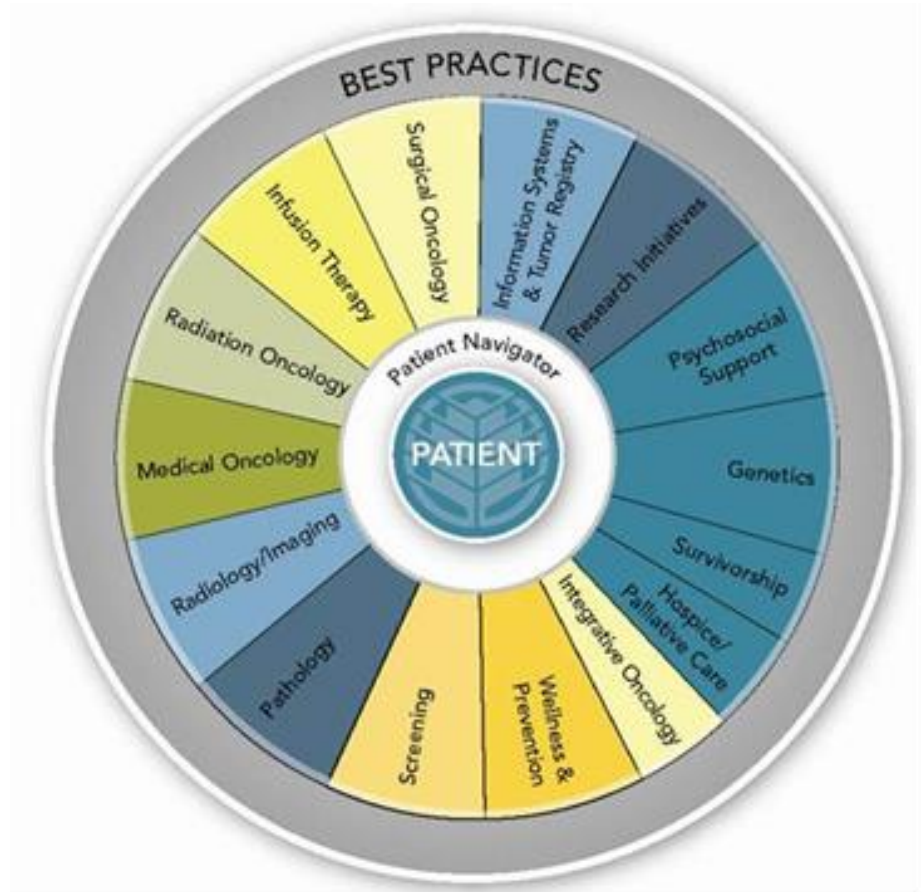 BEST PRACTICES
Information Systems
& Tumor Registry
Research Initiatives
Psychosocial
Support
Genetics
Survivorship
Hospice/
Palliative Care
Integrative Oncology
Wellness &
Prevention
Screening
Pathology
Radiology/Imaging
Medical Oncology
Radiation Oncology
Infusion Therapy
Surgical Oncology
Patient Navigator
PATIENT